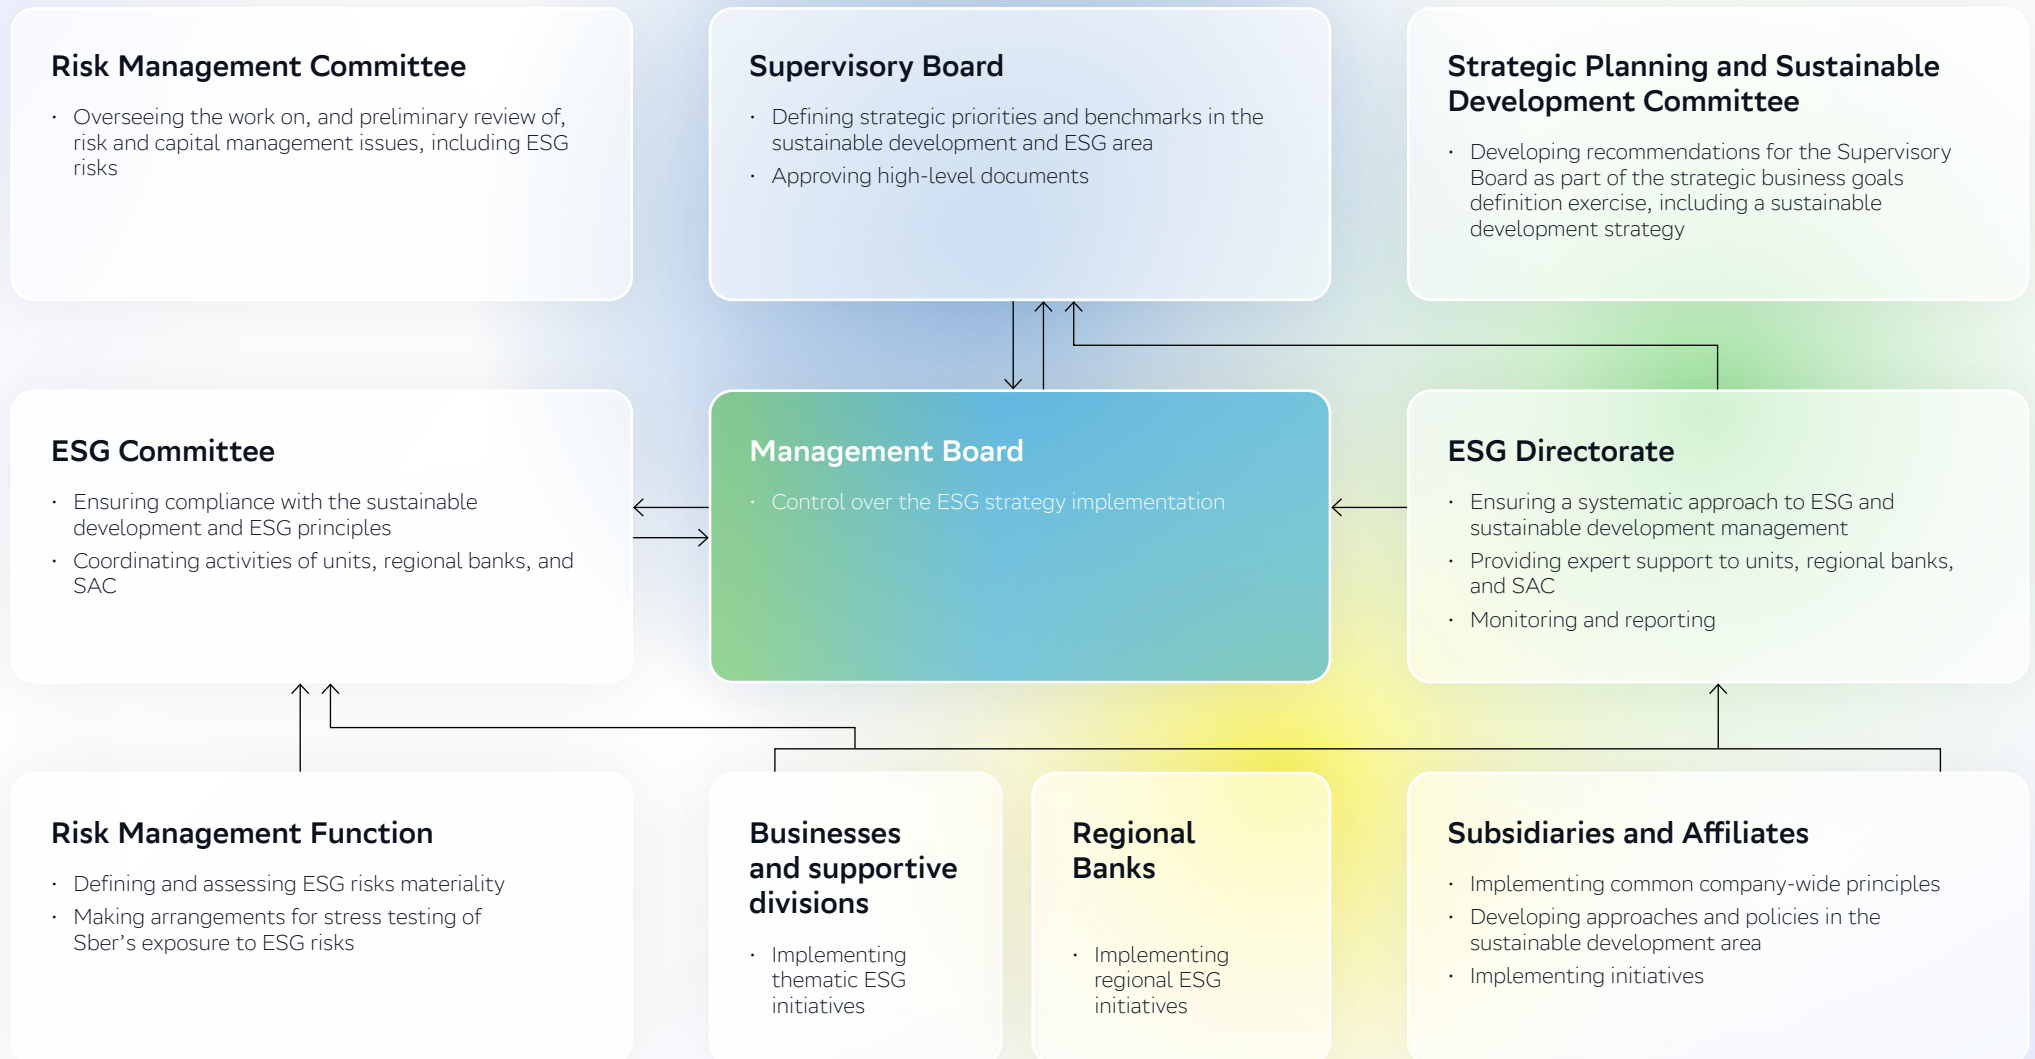 Risk Management Committee
· Overseeing the work on, and preliminary review of,
risk and capital management issues, including ESG
risks
Supervisory Board
· Defining strategic priorities and benchmarks in the
sustainable development and ESG area
· Approving high-level documents
Strategic Planning and Sustainable
Development Committee
· Developing recommendations for the Supervisory
Board as part of the strategic business goals
definition exercise, including a sustainable
development strategy
ESG Committee
· Ensuring compliance with the sustainable
development and ESG principles
· Coordinating activities of units, regional banks, and
SAC
Management Board
· Control over the ESG strategy implementation
ESG Directorate
· Ensuring a systematic approach to ESG and
sustainable development management
· Providing expert support to units, regional banks,
and SAC
· Monitoring and reporting
Risk Management Function
· Defining and assessing ESG risks materiality
· Making arrangements for stress testing of
Sber’s exposure to ESG risks
Businesses
and supportive
divisions
· Implementing
thematic ESG
initiatives
Regional
Banks
· Implementing
regional ESG
initiatives
Subsidiaries and Affiliates
· Implementing common company-wide principles
· Developing approaches and policies in the
sustainable development area
· Implementing initiatives